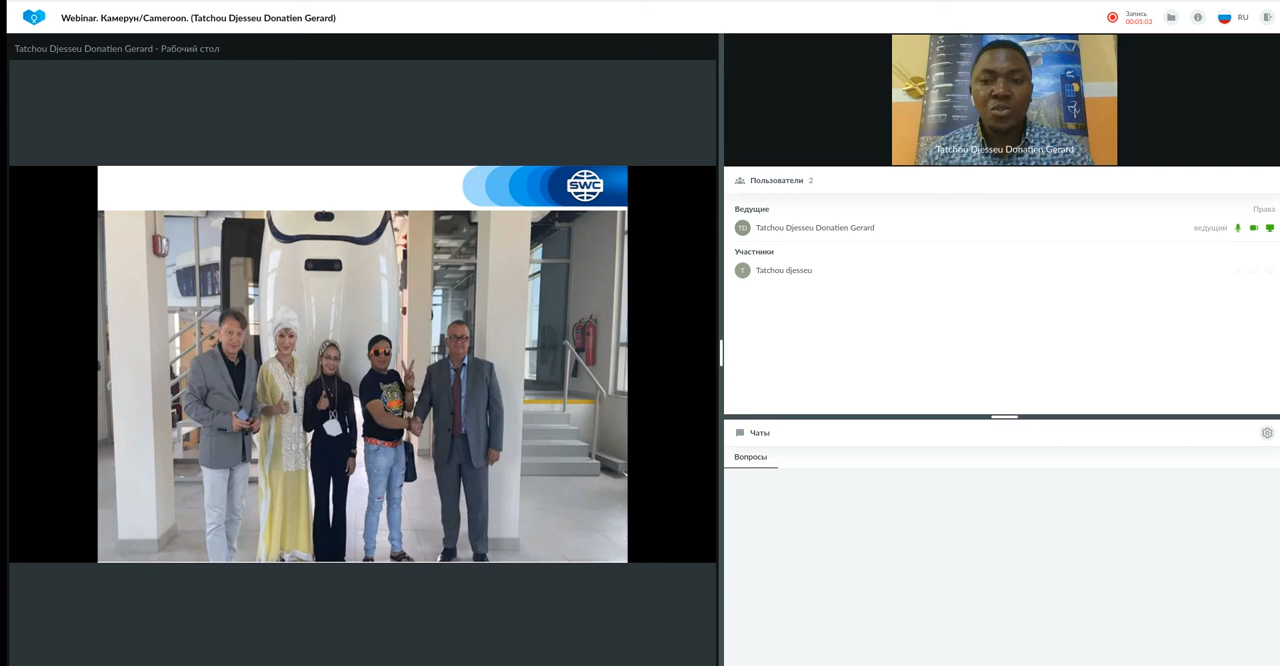 Webinar. Камерун/Cameroon. (Tatchou Djesseu Donatien Gerard)
Запись
00:05:03
RU
Tatchou Djesseu Donatien Gerard - Рабочий стол
SWC
Tatchou Djesseu Donatien Gerard
Пользователи 2
Ведущие Права
TD Tatchou Djesseu Donatien Gerard ведущий
Участники
T Tatchou djesseu
Чаты
Вопросы